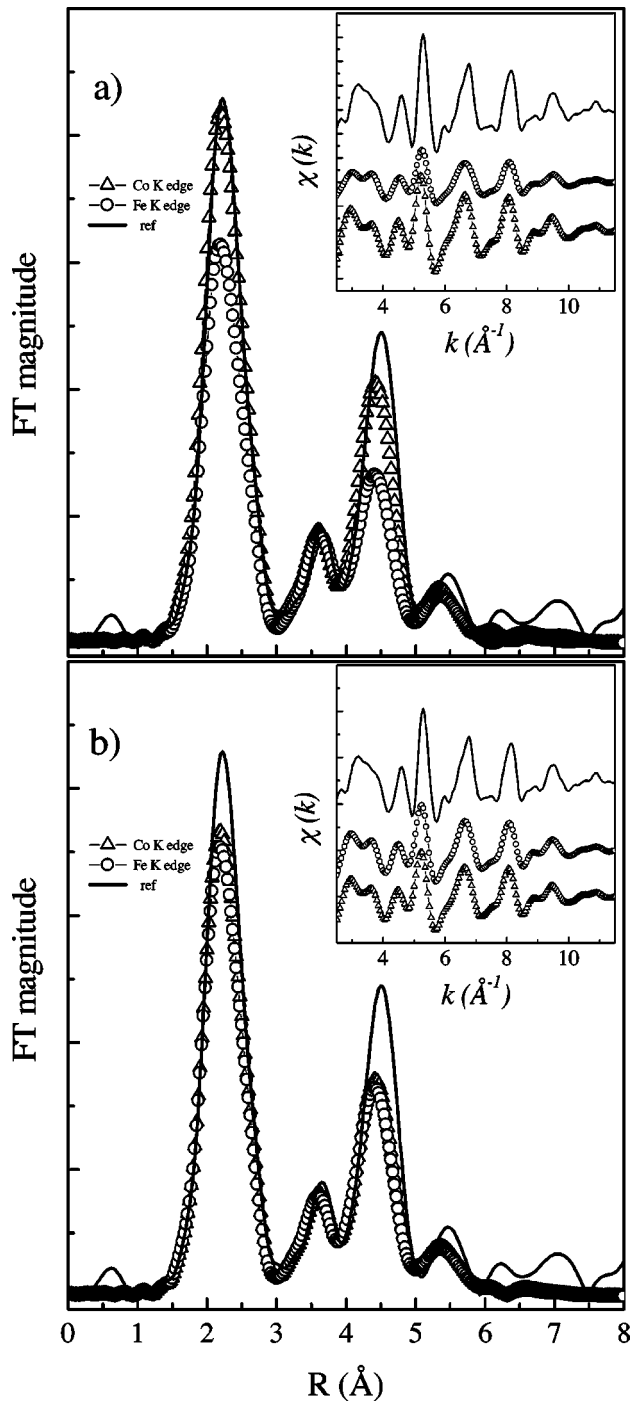 a)
Co K edge
Fe K edge
ref
FT magnitude
χ (k)
4 6 8 10
k (Å⁻¹)
b)
Co K edge
Fe K edge
ref
FT magnitude
χ (k)
4 6 8 10
k (Å⁻¹)
0 1 2 3 4 5 6 7 8
R (Å)